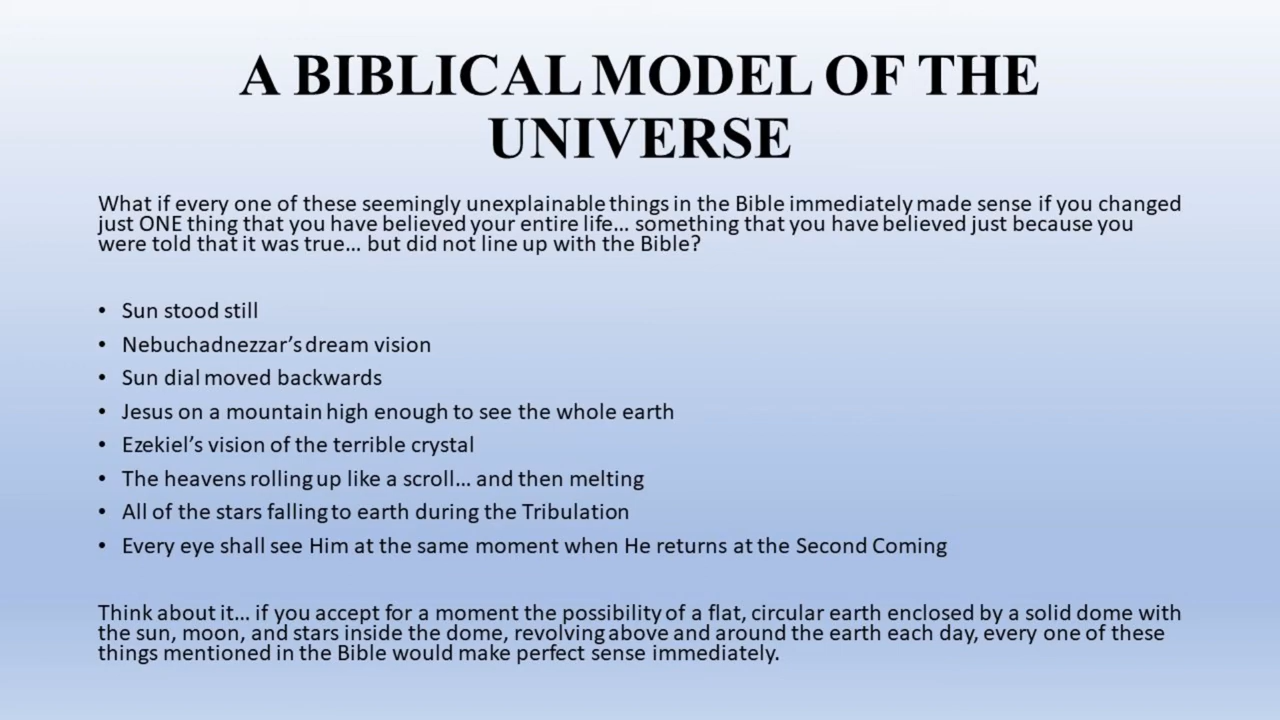 A BIBLICAL MODEL OF THE
UNIVERSE
What if every one of these seemingly unexplainable things in the Bible immediately made sense if you changed
just ONE thing that you have believed your entire life... something that you have believed just because you
were told that it was true... but did not line up with the Bible?
• Sun stood still
• Nebuchadnezzar's dream vision
• Sun dial moved backwards
• Jesus on a mountain high enough to see the whole earth
• Ezekiel's vision of the terrible crystal
• The heavens rolling up like a scroll... and then melting
• All of the stars falling to earth during the Tribulation
• Every eye shall see Him at the same moment when He returns at the Second Coming
Think about it... if you accept for a moment the possibility of a flat, circular earth enclosed by a solid dome with
the sun, moon, and stars inside the dome, revolving above and around the earth each day, every one of these
things mentioned in the Bible would make perfect sense immediately.